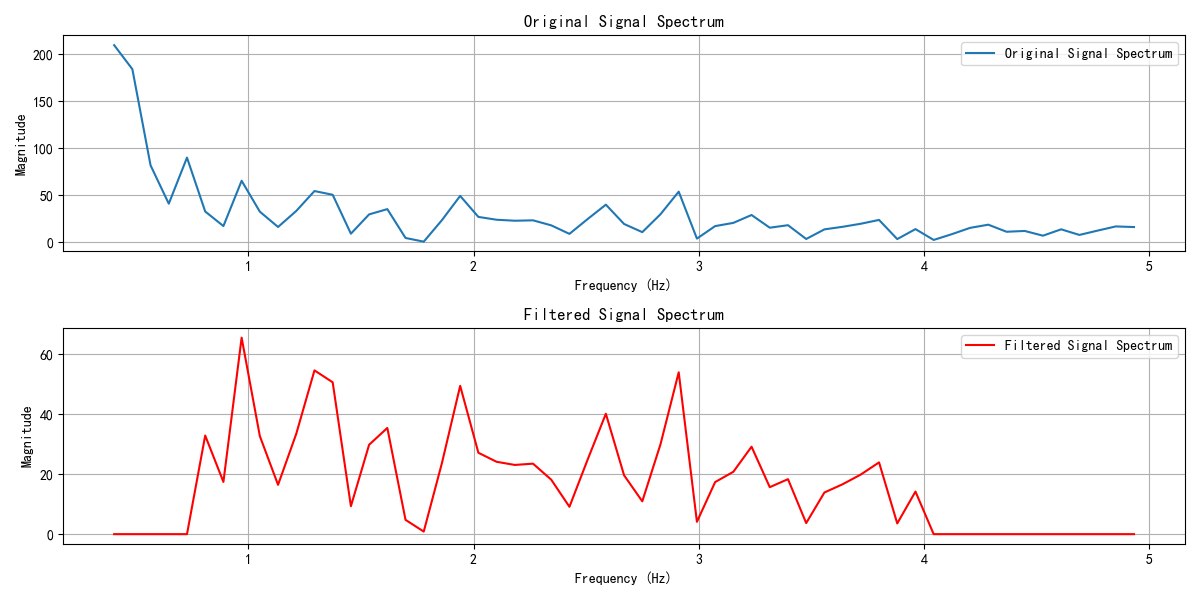 Original Signal Spectrum
Original Signal Spectrum
Magnitude
200
150
100
50
0
1 2 3 4 5
Frequency (Hz)
Filtered Signal Spectrum
Filtered Signal Spectrum
Magnitude
60
40
20
0
1 2 3 4 5
Frequency (Hz)